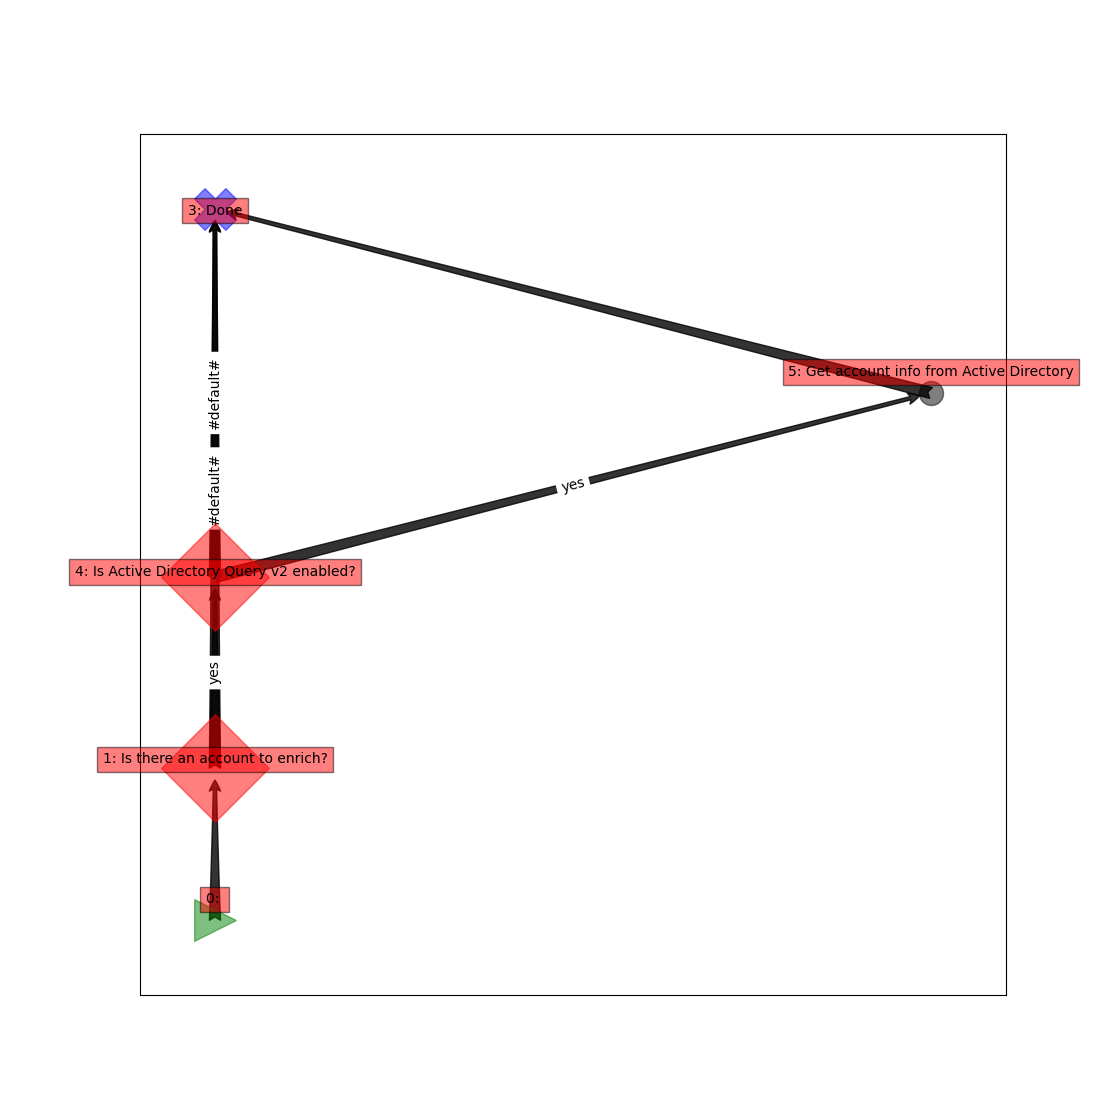 3: Done
5: Get account info from Active Directory
#default#
#default#
yes
4: Is Active Directory Query v2 enabled?
yes
1: Is there an account to enrich?
0: